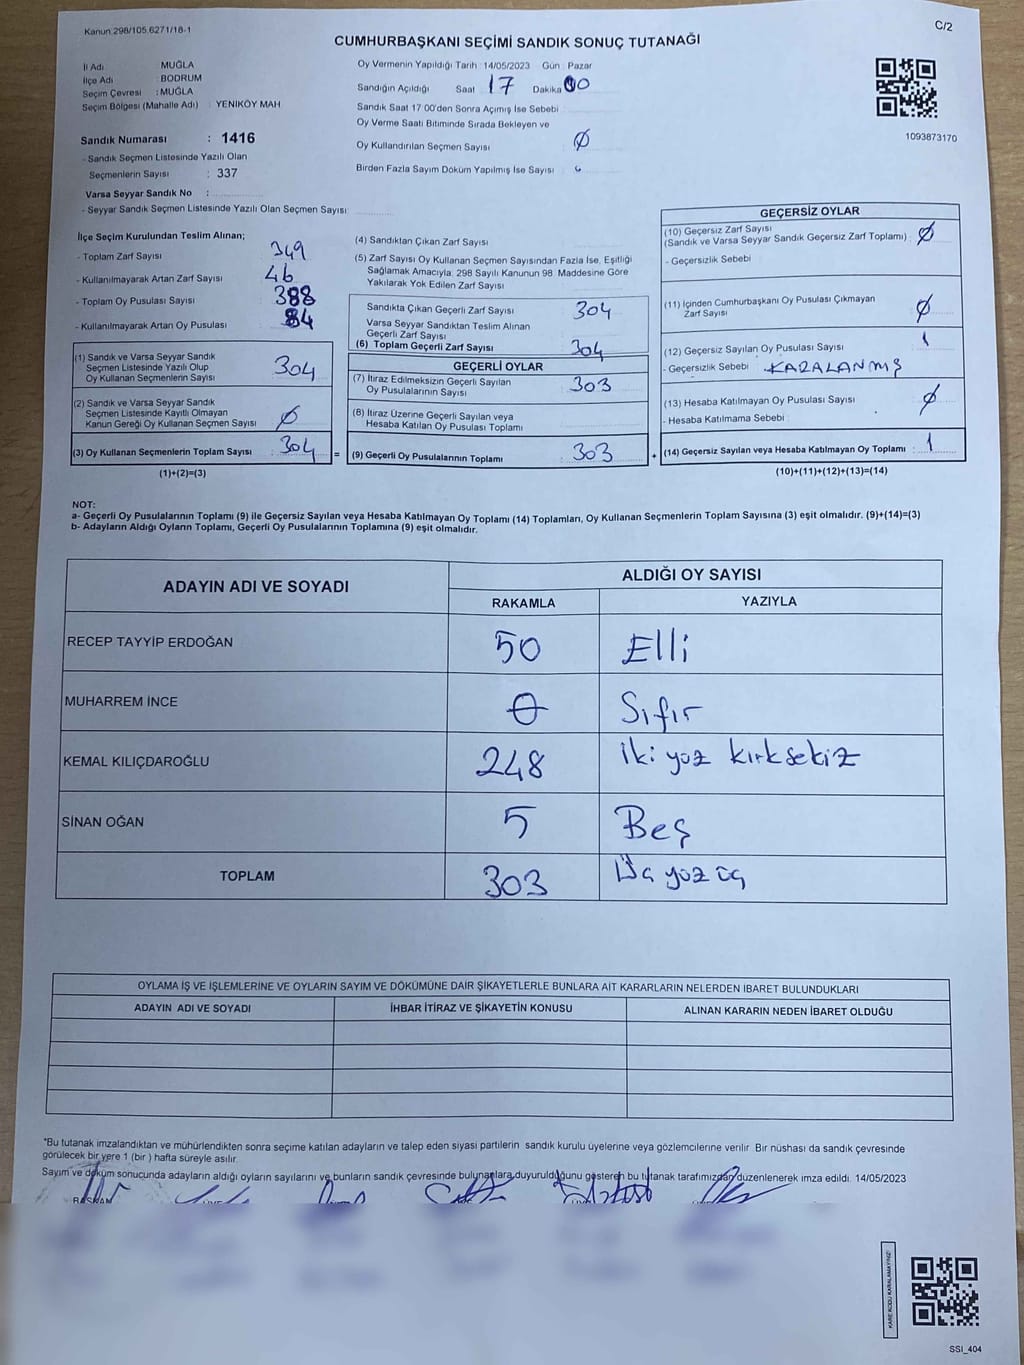 Kanun:298/105,6271/18-1
C/2
CUMHURBAŞKANI SEÇİMİ SANDIK SONUÇ TUTANAĞI
İl Adı : MUĞLA
İlçe Adı : BODRUM
Seçim Çevresi : MUĞLA
Seçim Bölgesi (Mahalle Adı) : YENİKÖY MAH
Sandık Numarası : 1416
- Sandık Seçmen Listesinde Yazılı Olan
Seçmenlerin Sayısı : 337
Varsa Seyyar Sandık No :
- Seyyar Sandık Seçmen Listesinde Yazılı Olan Seçmen Sayısı:
Oy Vermenin Yapıldığı Tarih :14/05/2023 Gün : Pazar
Sandığın Açıldığı Saat 17 Dakika 00
Sandık Saat 17:00'den Sonra Açmış İse Sebebi
Oy Verme Saati Bitiminde Sırada Bekleyen ve
Oy Kullandırılan Seçmen Sayısı : 0
Birden Fazla Sayım Döküm Yapılmış İse Sayısı :
1093873170
İlçe Seçim Kurulundan Teslim Alınan;
- Toplam Zarf Sayısı : 349
- Kullanılmayarak Artan Zarf Sayısı : 46
- Toplam Oy Pusulası Sayısı : 388
- Kullanılmayarak Artan Oy Pusulası : 84
(1) Sandık ve Varsa Seyyar Sandık
Seçmen Listesinde Yazılı Olup
Oy Kullanan Seçmenlerin Sayısı : 304
(2) Sandık ve Varsa Seyyar Sandık
Seçmen Listesinde Kayıtlı Olmayan
Kanun Gereği Oy Kullanan Seçmen Sayısı : 0
(3) Oy Kullanan Seçmenlerin Toplam Sayısı : 304 =
(1)+(2)=(3)
(4) Sandıktan Çıkan Zarf Sayısı
(5) Zarf Sayısı Oy Kullanan Seçmen Sayısından Fazla İse, Eşitliği
Sağlamak Amacıyla: 298 Sayılı Kanunun 98. Maddesine Göre
Yakılarak Yok Edilen Zarf Sayısı
Sandıkta Çıkan Geçerli Zarf Sayısı : 304
Varsa Seyyar Sandıktan Teslim Alınan
Geçerli Zarf Sayısı
(6) Toplam Geçerli Zarf Sayısı : 304
GEÇERLİ OYLAR
(7) İtiraz Edilmeksizin Geçerli Sayılan : 303
Oy Pusulalarının Sayısı
(8) İtiraz Üzerine Geçerli Sayılan veya
Hesaba Katılan Oy Pusulası Toplamı
(9) Geçerli Oy Pusulalarının Toplamı : 303 +
GEÇERSİZ OYLAR
(10) Geçersiz Zarf Sayısı
(Sandık ve Varsa Seyyar Sandık Geçersiz Zarf Toplamı) : 0
- Geçersizlik Sebebi
(11) İçinden Cumhurbaşkanı Oy Pusulası Çıkmayan
Zarf Sayısı 0
(12) Geçersiz Sayılan Oy Pusulası Sayısı : 1
- Geçersizlik Sebebi : KARALANMŞ
(13) Hesaba Katılmayan Oy Pusulası Sayısı : 0
- Hesaba Katılmama Sebebi :
(14) Geçersiz Sayılan veya Hesaba Katılmayan Oy Toplamı : 1
(10)+(11)+(12)+(13)=(14)
NOT:
a- Geçerli Oy Pusulalarının Toplamı (9) ile Geçersiz Sayılan veya Hesaba Katılmayan Oy Toplamı (14) Toplamları, Oy Kullanan Seçmenlerin Toplam Sayısına (3) eşit olmalıdır. (9)+(14)=(3)
b- Adayların Aldığı Oyların Toplamı, Geçerli Oy Pusulalarının Toplamına (9) eşit olmalıdır.
ADAYIN ADI VE SOYADI
ALDIĞI OY SAYISI
RAKAMLA YAZIYLA
RECEP TAYYİP ERDOĞAN 50 Elli
MUHARREM İNCE 0 Sıfır
KEMAL KILIÇDAROĞLU 248 İki yüz kırksekiz
SİNAN OĞAN 5 Beş
TOPLAM 303 Üç yüz üç
OYLAMA İŞ VE İŞLEMLERİNE VE OYLARIN SAYIM VE DÖKÜMÜNE DAİR ŞİKAYETLERLE BUNLARA AİT KARARLARIN NELERDEN İBARET BULUNDUKLARI
ADAYIN ADI VE SOYADI İHBAR İTİRAZ VE ŞİKAYETİN KONUSU ALINAN KARARIN NEDEN İBARET OLDUĞU
*Bu tutanak imzalandıktan ve mühürlendikten sonra seçime katılan adayların ve talep eden siyasi partilerin sandık kurulu üyelerine veya gözlemcilerine verilir. Bir nüshası da sandık çevresinde
görülecek bir yere 1 (bir ) hafta süreyle asılır.
Sayım ve döküm sonucunda adayların aldığı oyların sayılarını ve bunların sandık çevresinde bulunanlara duyurulduğunu gösteren bu tutanak tarafımızdan düzenlenerek imza edildi. 14/05/2023
BAŞKAN
KARE KODU KARALAMAYINIZ!
SSI_404